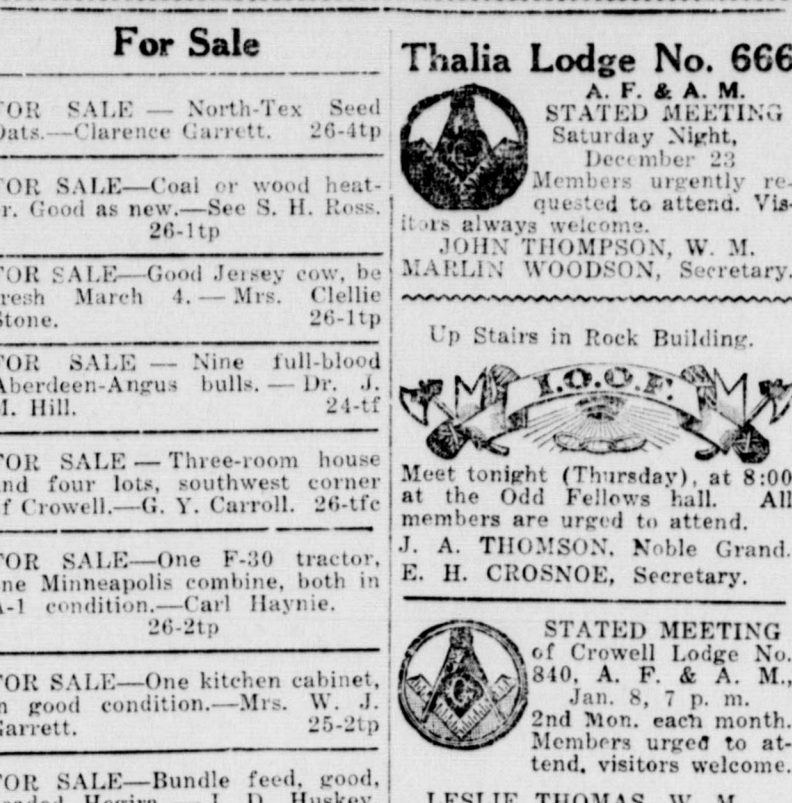 For Sale
FOR SALE — North-Tex Seed
Oats.—Clarence Garrett. 26-4tp
FOR SALE—Coal or wood heat-
er. Good as new.—See S. H. Ross.
26-1tp
FOR SALE—Good Jersey cow, be
fresh March 4. — Mrs. Clellie
Stone. 26-1tp
FOR SALE — Nine full-blood
Aberdeen-Angus bulls. — Dr. J.
M. Hill. 24-tf
FOR SALE — Three-room house
and four lots, southwest corner
of Crowell.—G. Y. Carroll. 26-tfc
FOR SALE—One F-30 tractor,
one Minneapolis combine, both in
A-1 condition.—Carl Haynie.
26-2tp
FOR SALE—One kitchen cabinet,
in good condition.—Mrs. W. J.
Garrett. 25-2tp
FOR SALE—Bundle feed, good,
headed Hegira.—J. D. Huskey.
Thalia Lodge No. 666
A. F. & A. M.
STATED MEETING
Saturday Night,
December 23
Members urgently re-
quested to attend. Vis-
itors always welcome.
JOHN THOMPSON, W. M.
MARLIN WOODSON, Secretary.
Up Stairs in Rock Building.
I.O.O.F.
Meet tonight (Thursday), at 8:00
at the Odd Fellows hall. All
members are urged to attend.
J. A. THOMSON, Noble Grand.
E. H. CROSNOE, Secretary.
STATED MEETING
of Crowell Lodge No.
840, A. F. & A. M.,
Jan. 8, 7 p. m.
2nd Mon. each month.
Members urged to at-
tend, visitors welcome.
LESLIE THOMAS, W. M.